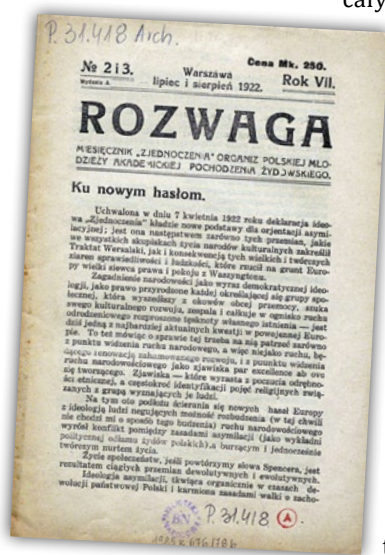 cały
P. 31.418 Arch.
Cena Mk. 250.
№ 2 i 3.
Warszawa
Rok VII.
Wydanie A.
lipiec i sierpień 1922.
ROZWAGA
MIESIĘCZNIK „ZJEDNOCZENIA" ORGANIZ POLSKIEJ MŁO-
DZIEŻY AKADEMICKIEJ POCHODZENIA ŻYDOWSKIEGO.
Ku nowym hasłom.
Uchwalona w dniu 7 kwietnia 1922 roku deklaracja ideo-
wa „Zjednoczenia" kładzie nowe podstawy dla orjentacji asymi-
lacyjnej; jest ona następstwem zarówno tych przemian, jakie
we wszystkich skupiskach życia narodów kulturalnych zakreślił
Traktat Wersalski, jak i konsekwencją tych wielkich i twórczych
ziaren sprawiedliwości i ludzkości, które rzucił na grunt Euro-
py wielki siewca prawa i pokoju z Waszyngtonu.
Zagadnienie narodowości jako wyraz demokratycznej ideo-
logji, jako prawo przyrodzone każdej określającej się grupy spo-
łecznej, która wyszedłszy z okowów obcej przemocy, szuka
swego kulturalnego rozwoju, zespala i całkuje w ognisku ruchu
odrodzeniowego rozproszone tęsknoty własnego istnienia — jest
dziś jedną z najbardziej aktualnych kwestji w powojennej Euro-
pie. To też mówiąc o sprawie tej trzeba na nią patrzeć zarówno
z punktu widzenia ruchu narodowego, a więc niejako ruchu, bę-
dącego renowacją zahamowanego rozwoju, i z punktu widzenia
ruchu narodowościowego jako zjawiska par excellence ab ovo
się tworzącego. Zjawiska — które wyrasta z poczucia odrębno-
ści etnicznej, a częstokroć identyfikacji pojęć religijnych zwią-
zanych z grupą wyznających je ludzi.
Na tym oto podłożu ścierania się nowych haseł Europy
z ideologją ludzi negujących możność rozbudzenia (w tej chwili
nie chodzi mi o sposób tego budzenia) ruchu narodowościowego
wyrósł konflikt pomiędzy zasadami asymilacji (jako wykładni
politycznej odłamu żydów polskich), a burzącym i jednocześnie
twórczym nurtem życia.
Życie społeczeństw, jeśli powtórzymy słowa Spencera, jest
rezultatem ciągłych przemian dewolutywnych i ewolutywnych.
Ideologja asymilacji, tkwiąca organicznie w czasach de-
wolucji państwowej Polski i karmiona zasadami walki o zacho-
P. 31.418 A